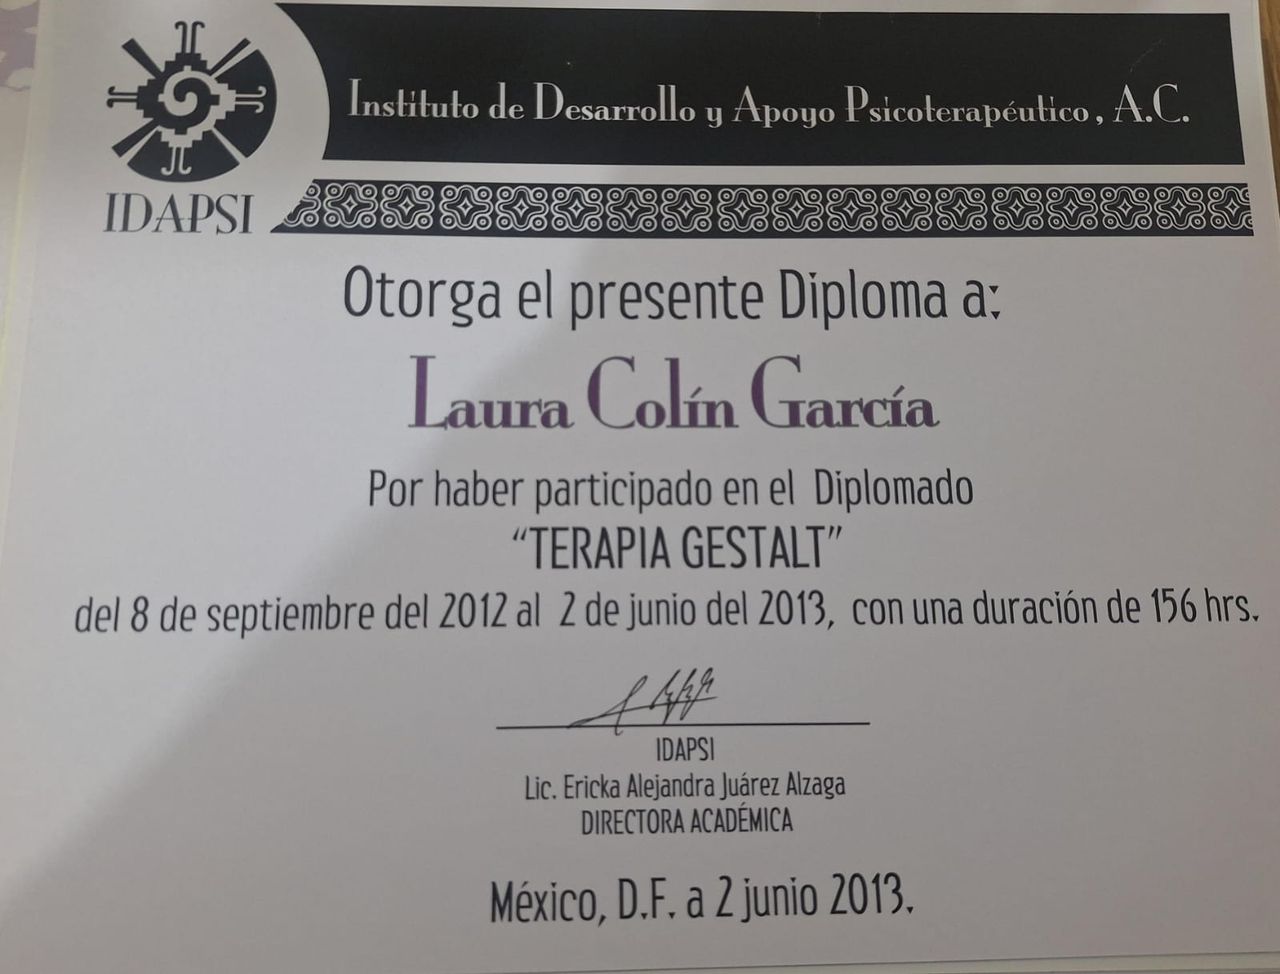 Instituto de Desarrollo y Apoyo Psicoterapéutico, A.C.
IDAPSI
Otorga el presente Diploma a:
Laura Colín García
Por haber participado en el Diplomado
“TERAPIA GESTALT”
del 8 de septiembre del 2012 al 2 de junio del 2013, con una duración de 156 hrs.
IDAPSI
Lic. Ericka Alejandra Juárez Alzaga
DIRECTORA ACADÉMICA
México, D.F. a 2 junio 2013.